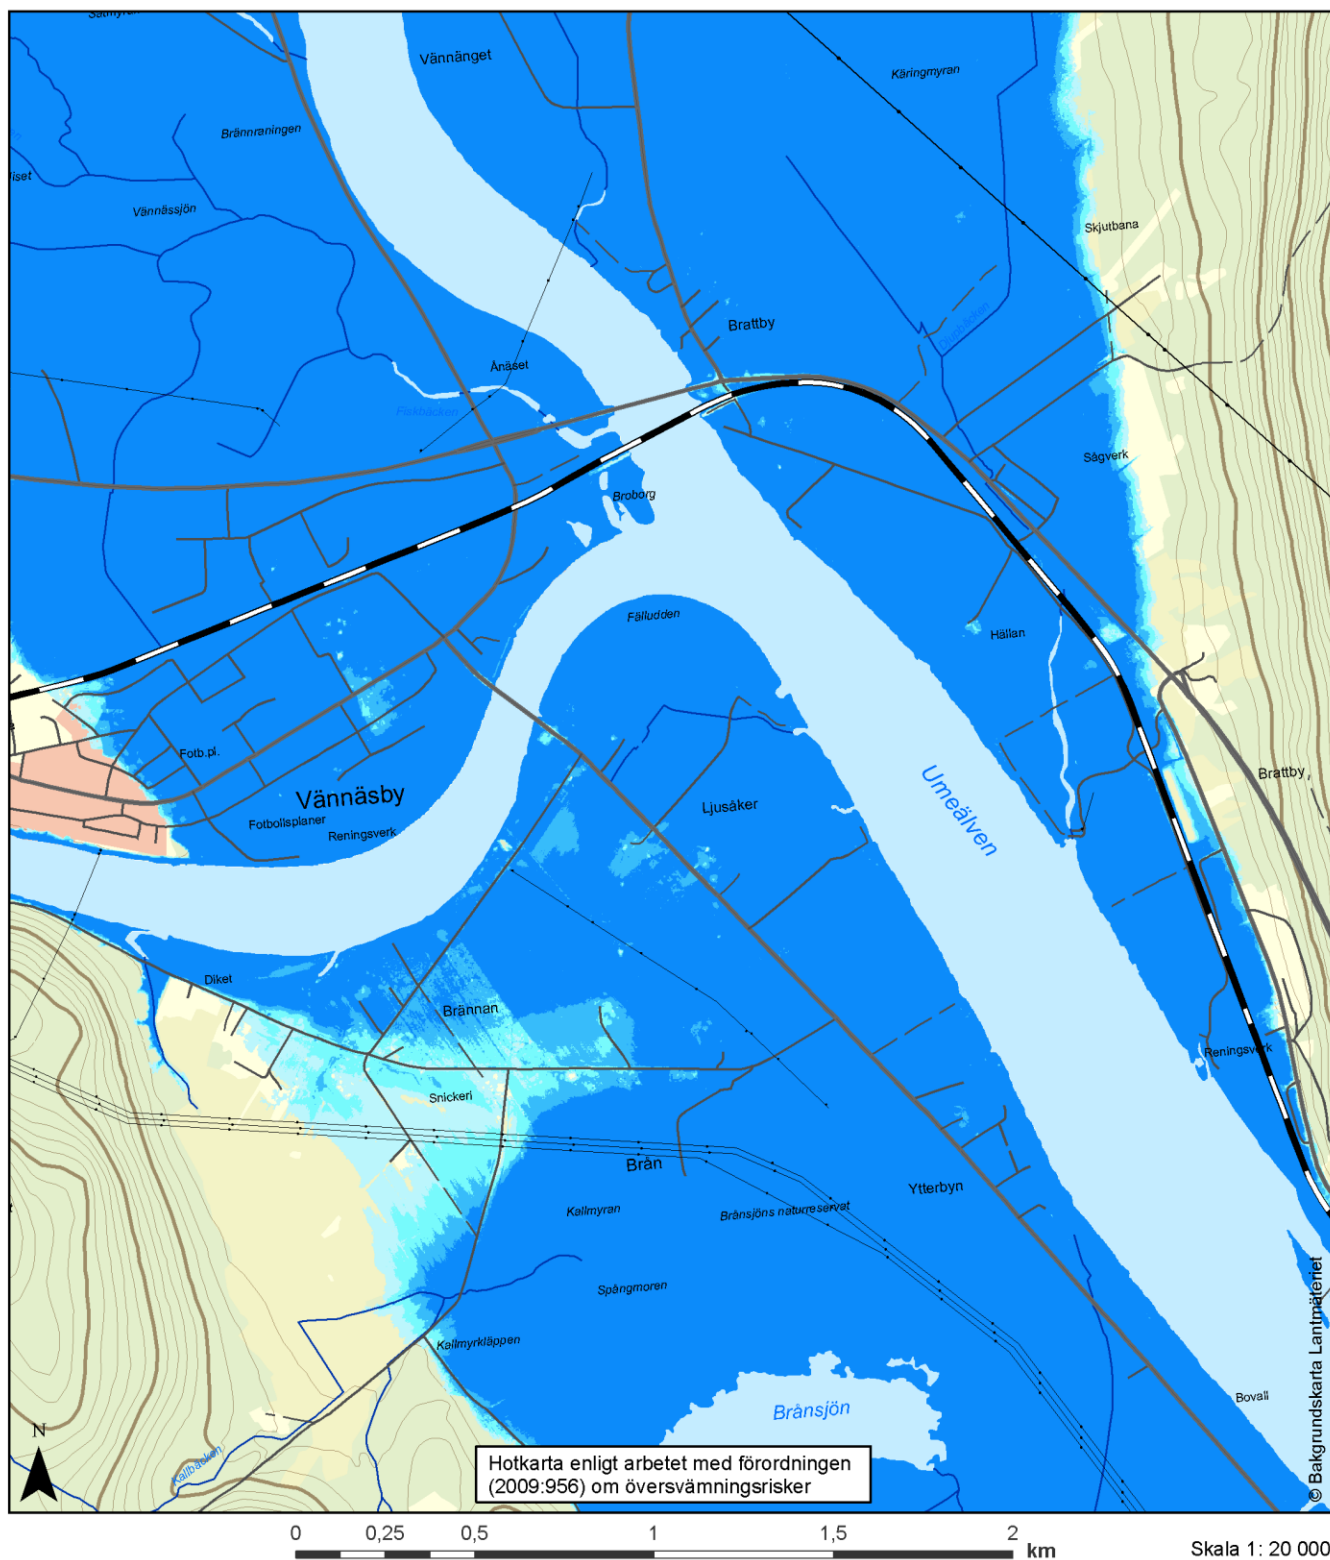 Vännänget
Käringmyran
Brännraningen
Vännässjön
Skjutbana
Brattby
Djupbäcken
Ånäset
Fiskbäcken
Sågverk
Broborg
Fälludden
Hällan
Fotb.pl.
Vännäsby
Fotbollsplaner
Reningsverk
Ljusåker
Umeälven
Brattby
Diket
Brännan
Reningsverk
Snickeri
Brån
Ytterbyn
Kallmyran
Brånsjöns naturreservat
Spångmoren
Kallmyrkläppen
Bovall
Brånsjön
Kallbäcken
N
Hotkarta enligt arbetet med förordningen
(2009:956) om översvämningsrisker
© Bakgrundskarta Lantmäteriet
0 0,25 0,5 1 1,5 2
km
Skala 1: 20 000